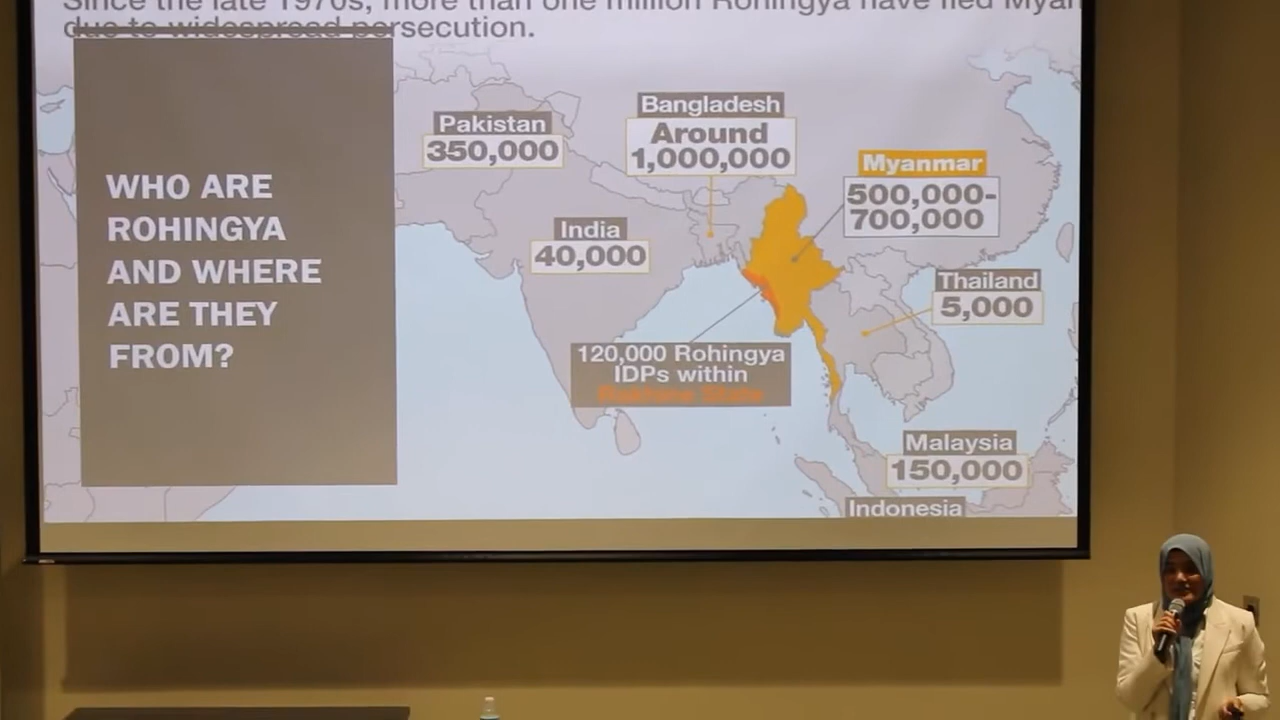 Since the late 1970s, more than one million Rohingya have fled Myan
due to widespread persecution.
WHO ARE
ROHINGYA
AND WHERE
ARE THEY
FROM?
Pakistan
350,000
Bangladesh
Around
1,000,000
Myanmar
500,000-
700,000
India
40,000
Thailand
5,000
120,000 Rohingya
IDPs within
Rakhine State
Malaysia
150,000
Indonesia